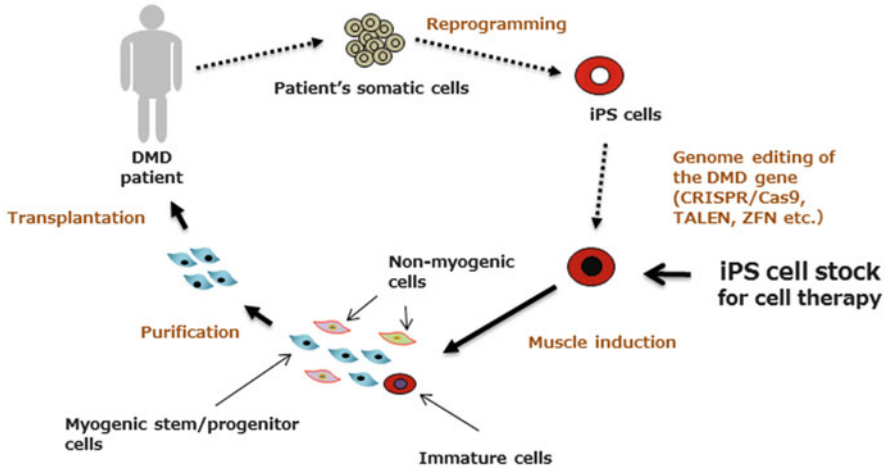 Reprogramming
Patient's somatic cells
iPS cells
DMD
patient
Genome editing of
the DMD gene
(CRISPR/Cas9,
TALEN, ZFN etc.)
Transplantation
Non-myogenic
cells
iPS cell stock
for cell therapy
Purification
Muscle induction
Myogenic stem/progenitor
cells
Immature cells